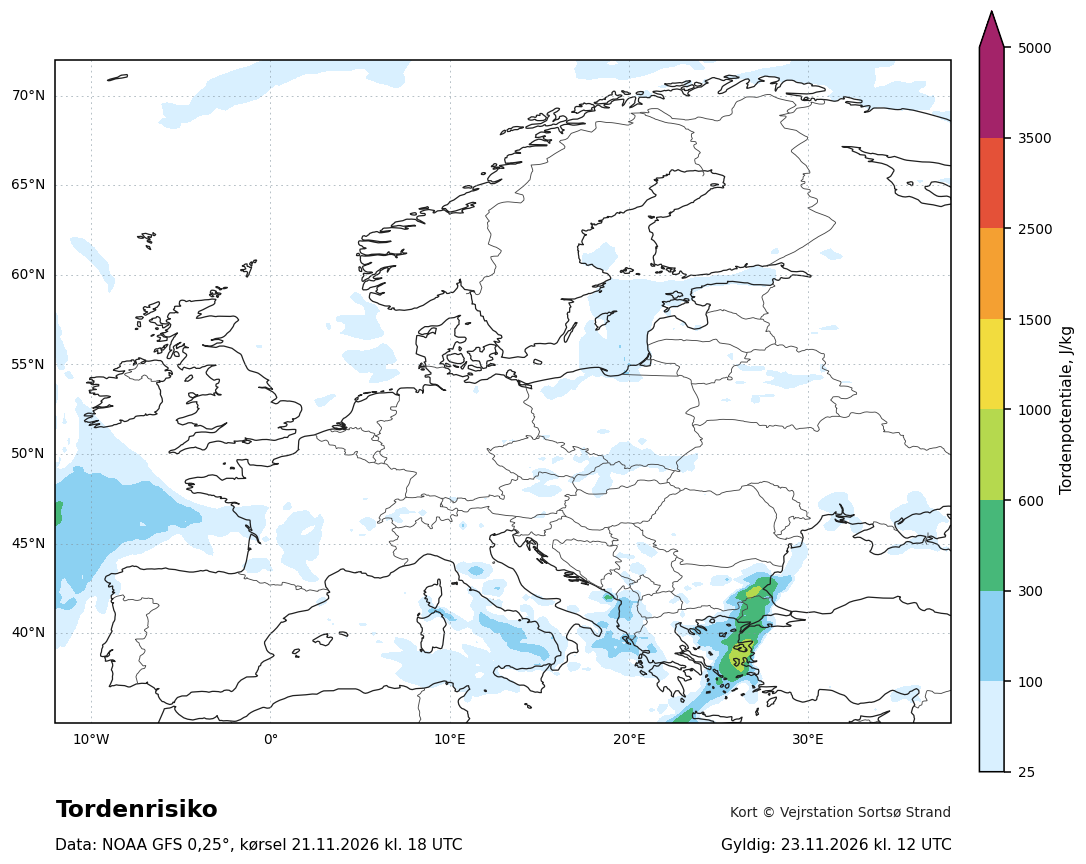 70°N
65°N
60°N
55°N
50°N
45°N
40°N
10°W
0°
10°E
20°E
30°E
5000
3500
2500
1500
1000
600
300
100
25
Tordenpotentiale, J/kg
Tordenrisiko
Kort © Vejrstation Sortsø Strand
Data: NOAA GFS 0,25°, kørsel 21.11.2026 kl. 18 UTC
Gyldig: 23.11.2026 kl. 12 UTC